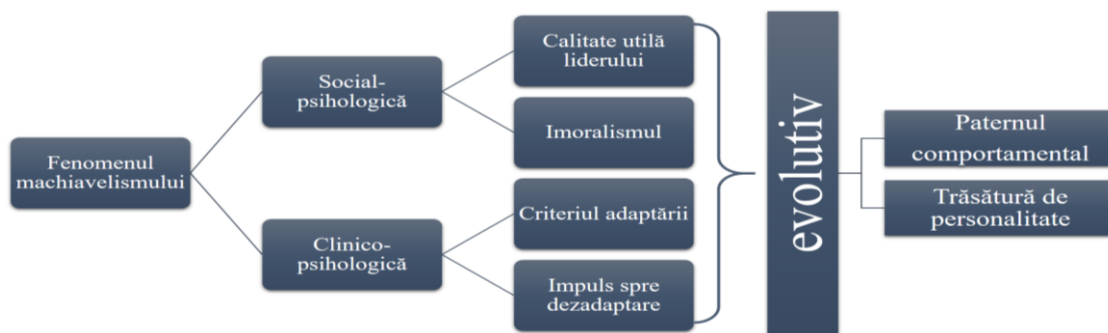 Fenomenul
machiavelismului
Social-
psihologică
Clinico-
psihologică
Calitate utilă
liderului
Imoralismul
Criteriul adaptării
Impuls spre
dezadaptare
evolutiv
Paternul
comportamental
Trăsătură de
personalitate